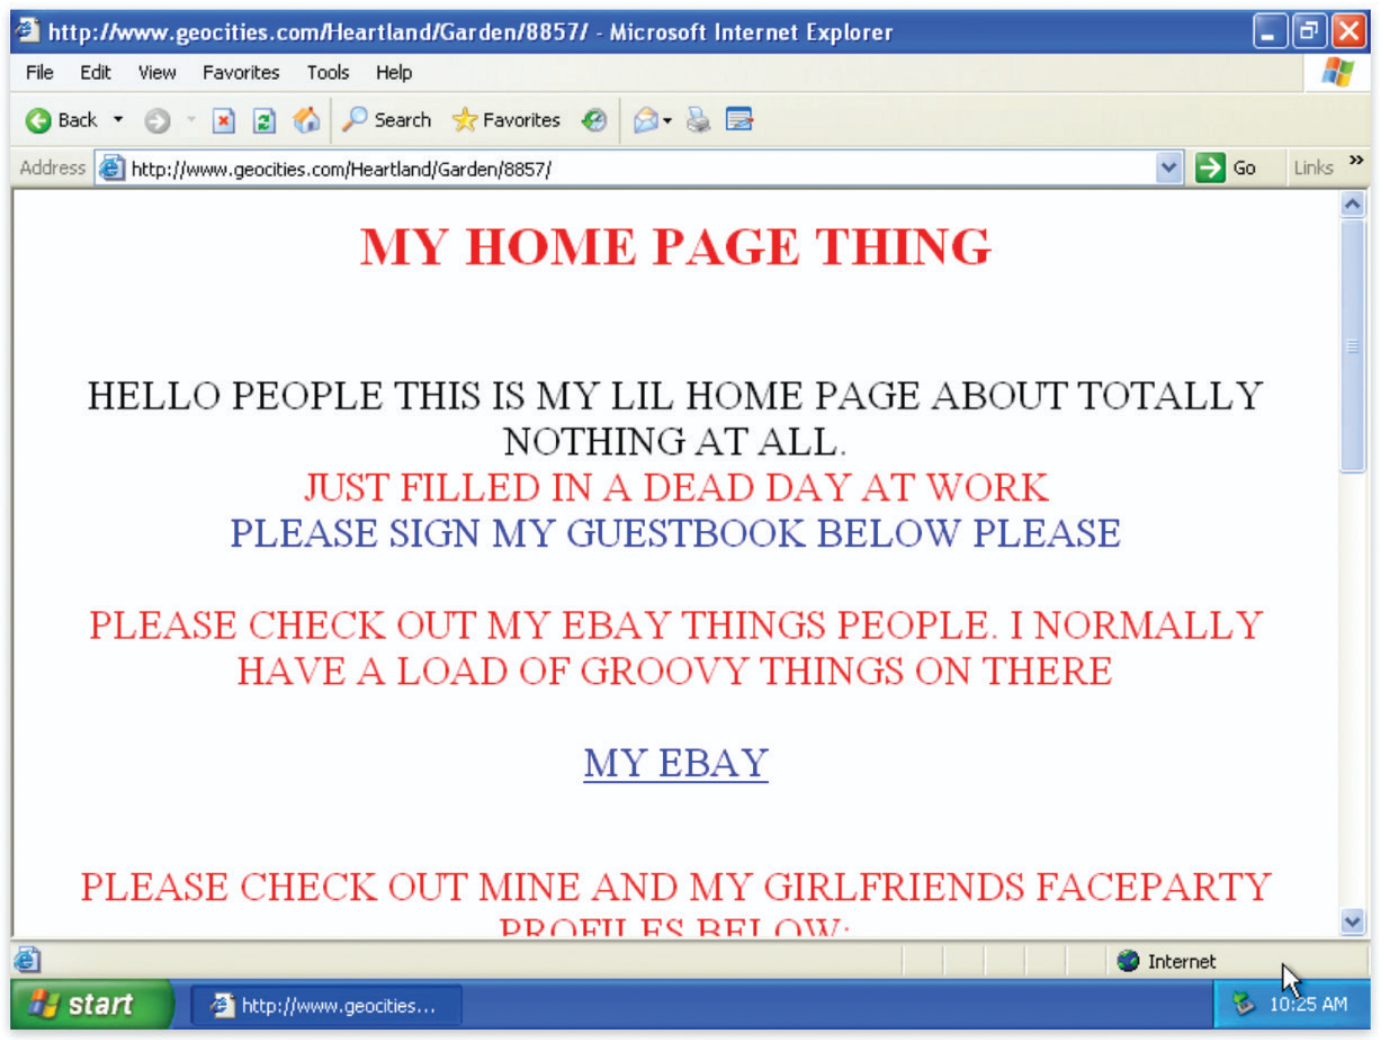 http://www.geocities.com/Heartland/Garden/8857/ - Microsoft Internet Explorer
File Edit View Favorites Tools Help
Back Search Favorites
Address http://www.geocities.com/Heartland/Garden/8857/ Go Links »
MY HOME PAGE THING
HELLO PEOPLE THIS IS MY LIL HOME PAGE ABOUT TOTALLY
NOTHING AT ALL.
JUST FILLED IN A DEAD DAY AT WORK
PLEASE SIGN MY GUESTBOOK BELOW PLEASE
PLEASE CHECK OUT MY EBAY THINGS PEOPLE. I NORMALLY
HAVE A LOAD OF GROOVY THINGS ON THERE
MY EBAY
PLEASE CHECK OUT MINE AND MY GIRLFRIENDS FACEPARTY
PROFILES BELOW:
Internet
start http://www.geocities... 10:25 AM